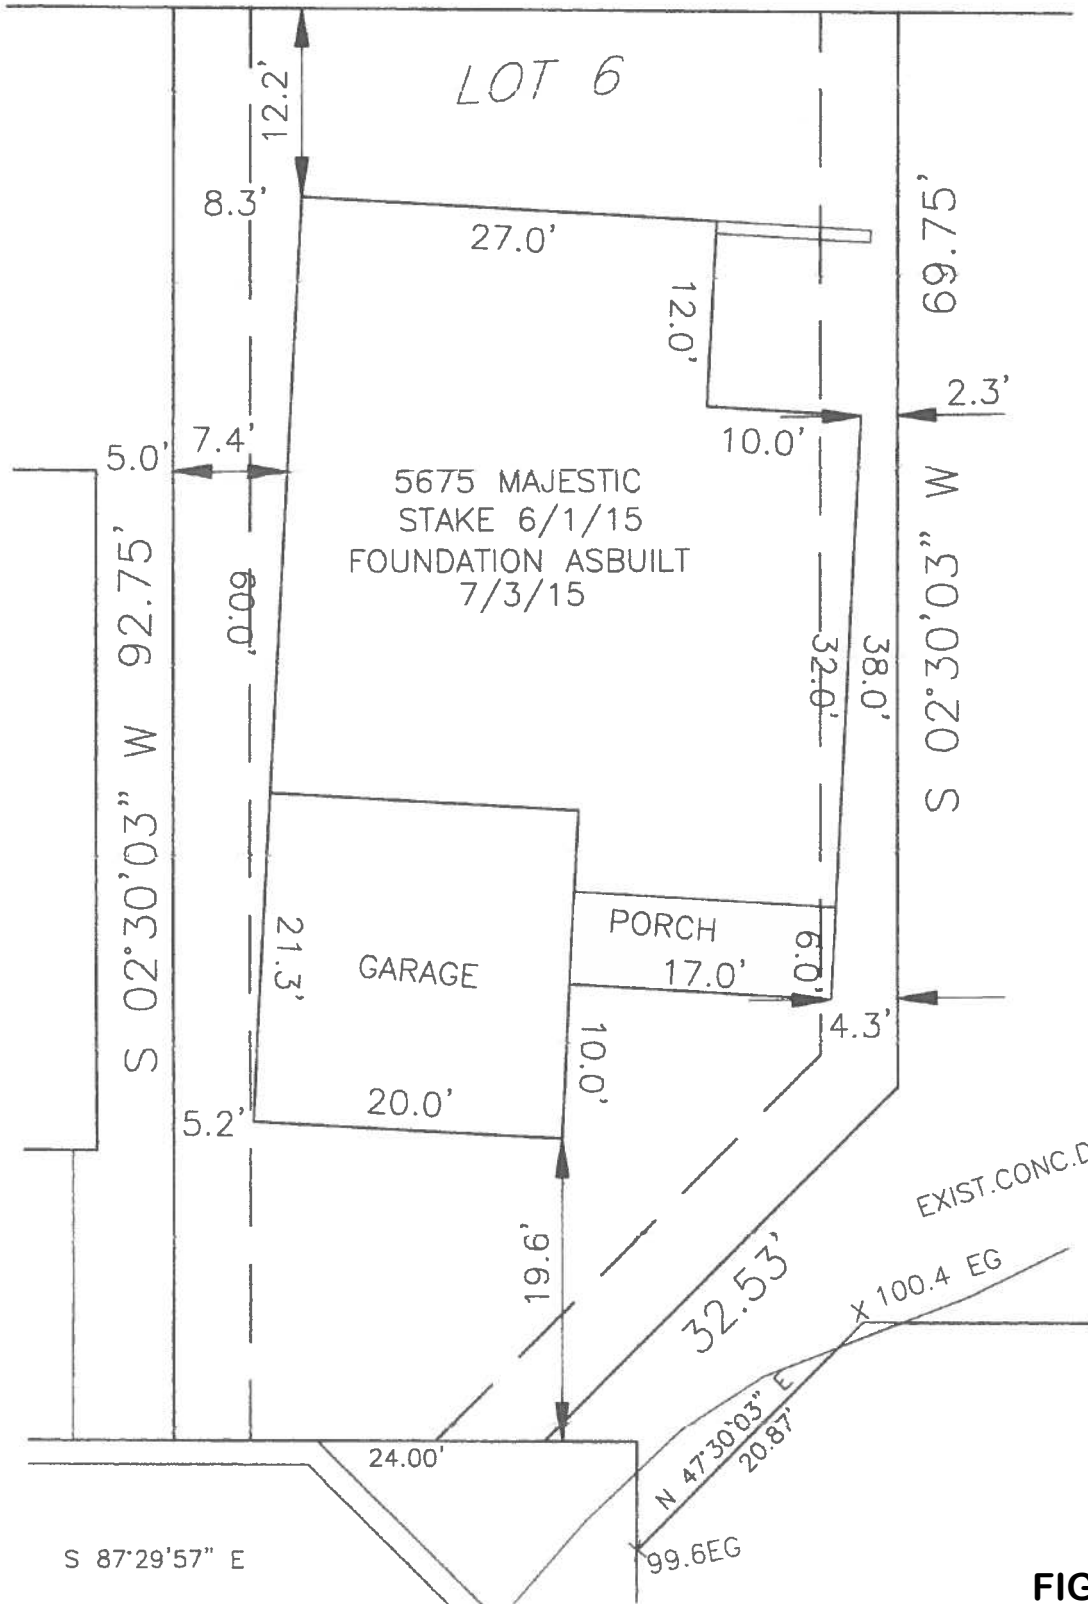 LOT 6
12.2'
8.3'
27.0'
69.75'
12.0'
2.3'
10.0'
5.0'
7.4'
5675 MAJESTIC
STAKE 6/1/15
FOUNDATION ASBUILT
7/3/15
S 02°30'03" W 92.75'
60.0'
32.0'
38.0'
S 02°30'03" W
21.3'
GARAGE
PORCH
6.0'
17.0'
4.3'
10.0'
20.0'
5.2'
19.6'
32.53'
EXIST.CONC.D
X 100.4 EG
24.00'
N 47°30'03" E
20.87'
99.6EG
S 87°29'57" E
FIG